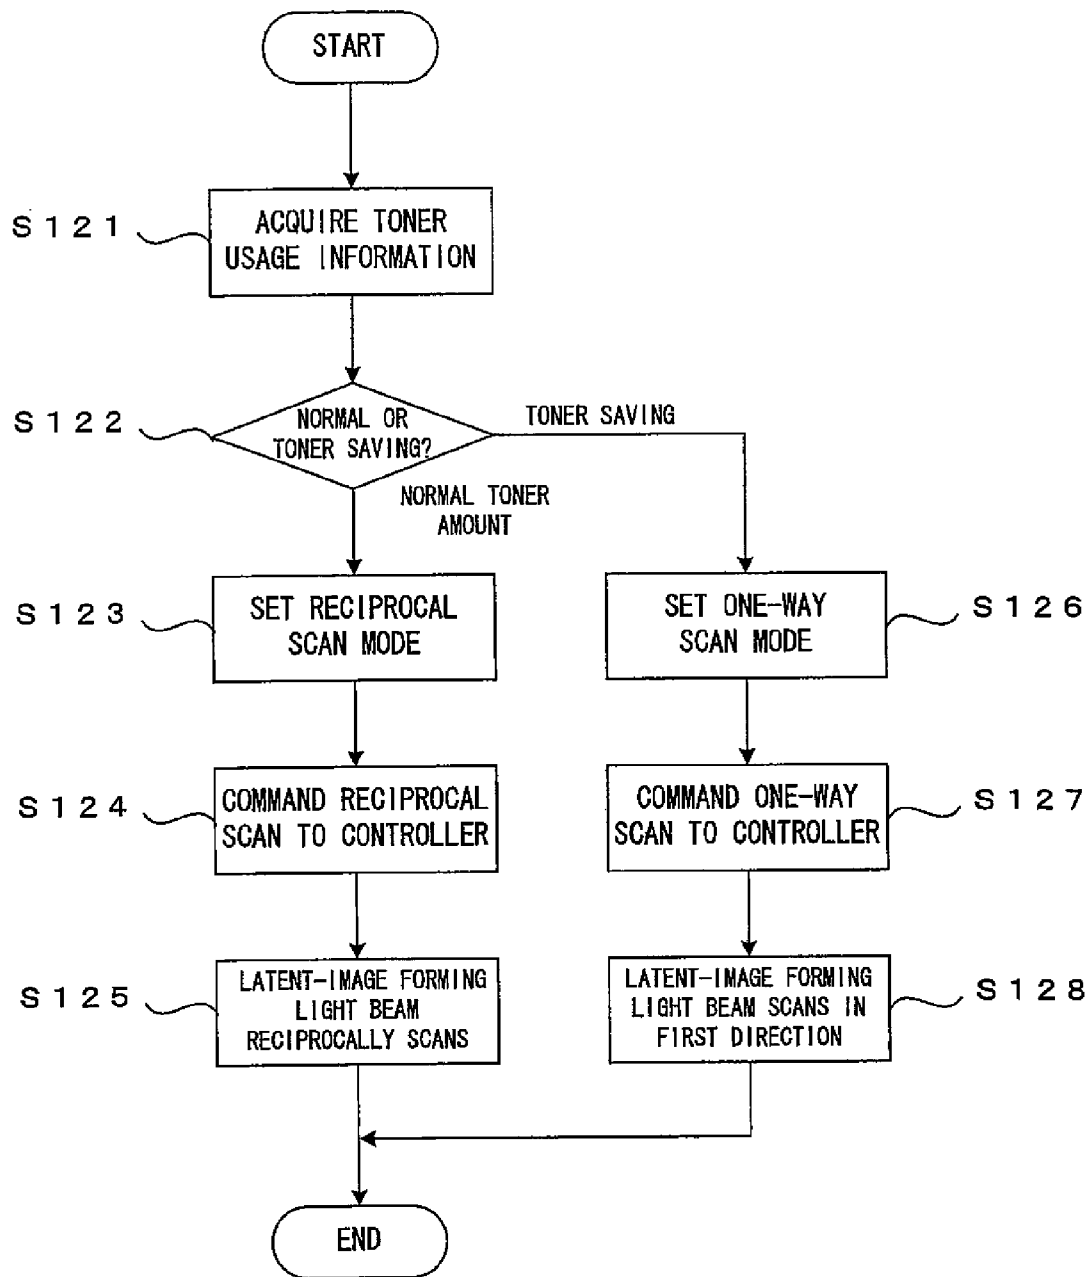 START
S121
ACQUIRE TONER
USAGE INFORMATION
S122
NORMAL OR
TONER SAVING?
TONER SAVING
NORMAL TONER
AMOUNT
S123
SET RECIPROCAL
SCAN MODE
SET ONE-WAY
SCAN MODE
S126
S124
COMMAND RECIPROCAL
SCAN TO CONTROLLER
COMMAND ONE-WAY
SCAN TO CONTROLLER
S127
S125
LATENT-IMAGE FORMING
LIGHT BEAM
RECIPROCALLY SCANS
LATENT-IMAGE FORMING
LIGHT BEAM SCANS IN
FIRST DIRECTION
S128
END